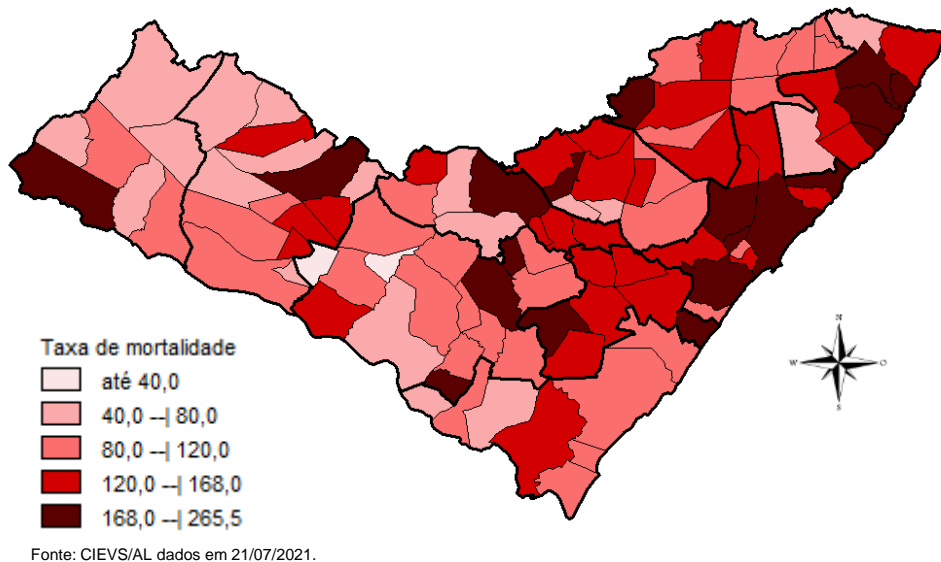 N
W
O
S
Taxa de mortalidade
até 40,0
40,0 --| 80,0
80,0 --| 120,0
120,0 --| 168,0
168,0 --| 265,5
Fonte: CIEVS/AL dados em 21/07/2021.